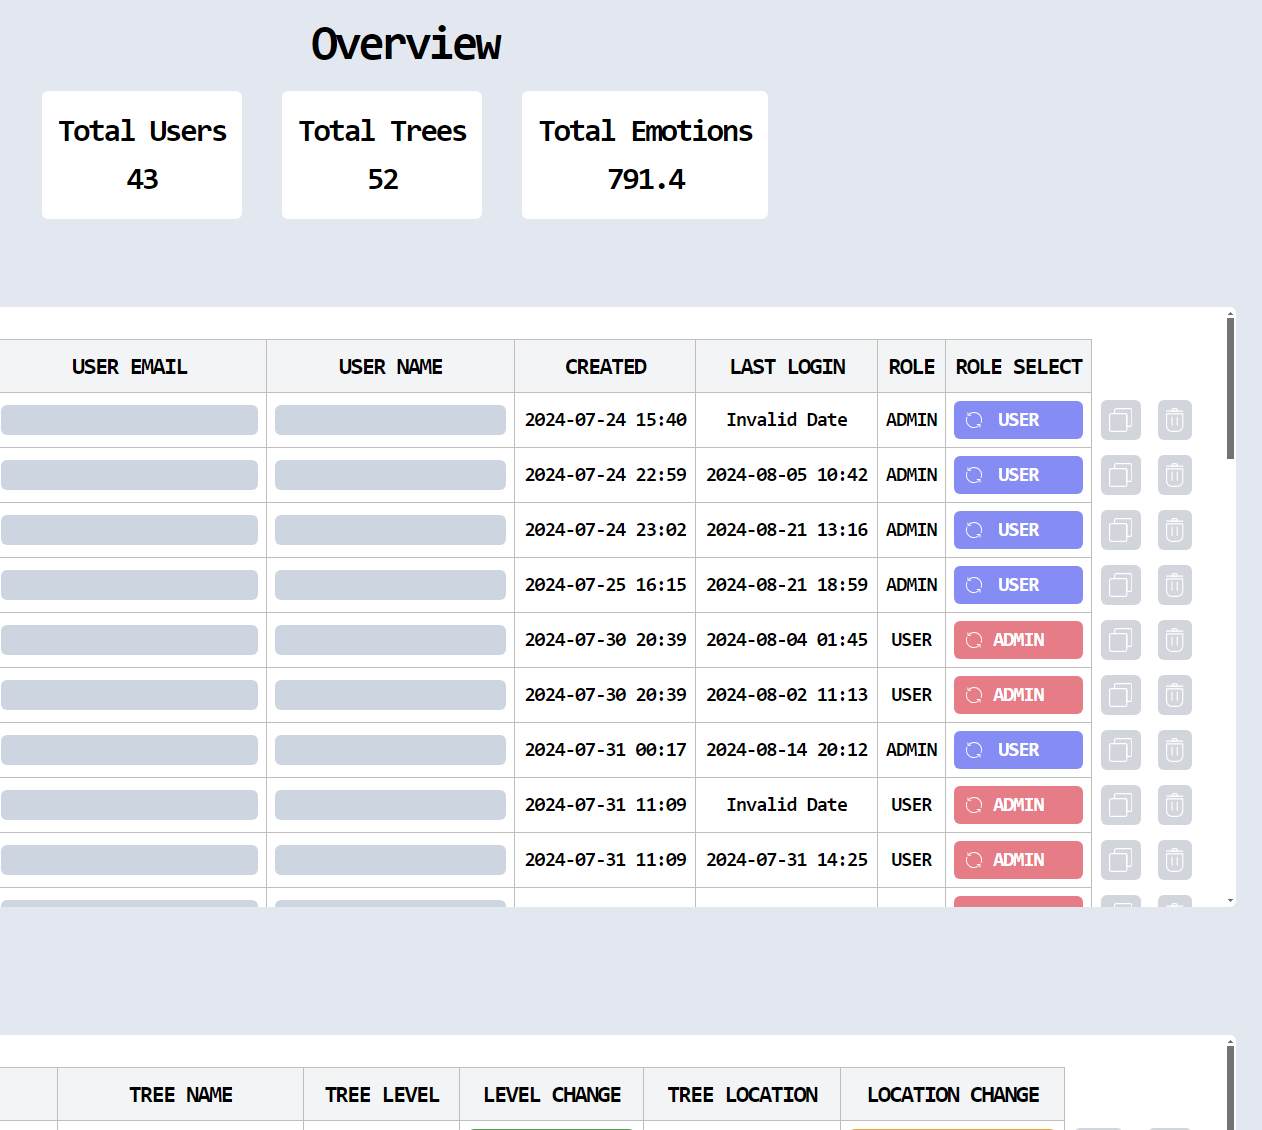 Overview
Total Users
43
Total Trees
52
Total Emotions
791.4
USER EMAIL USER NAME CREATED LAST LOGIN ROLE ROLE SELECT
2024-07-24 15:40 Invalid Date ADMIN USER
2024-07-24 22:59 2024-08-05 10:42 ADMIN USER
2024-07-24 23:02 2024-08-21 13:16 ADMIN USER
2024-07-25 16:15 2024-08-21 18:59 ADMIN USER
2024-07-30 20:39 2024-08-04 01:45 USER ADMIN
2024-07-30 20:39 2024-08-02 11:13 USER ADMIN
2024-07-31 00:17 2024-08-14 20:12 ADMIN USER
2024-07-31 11:09 Invalid Date USER ADMIN
2024-07-31 11:09 2024-07-31 14:25 USER ADMIN
TREE NAME TREE LEVEL LEVEL CHANGE TREE LOCATION LOCATION CHANGE